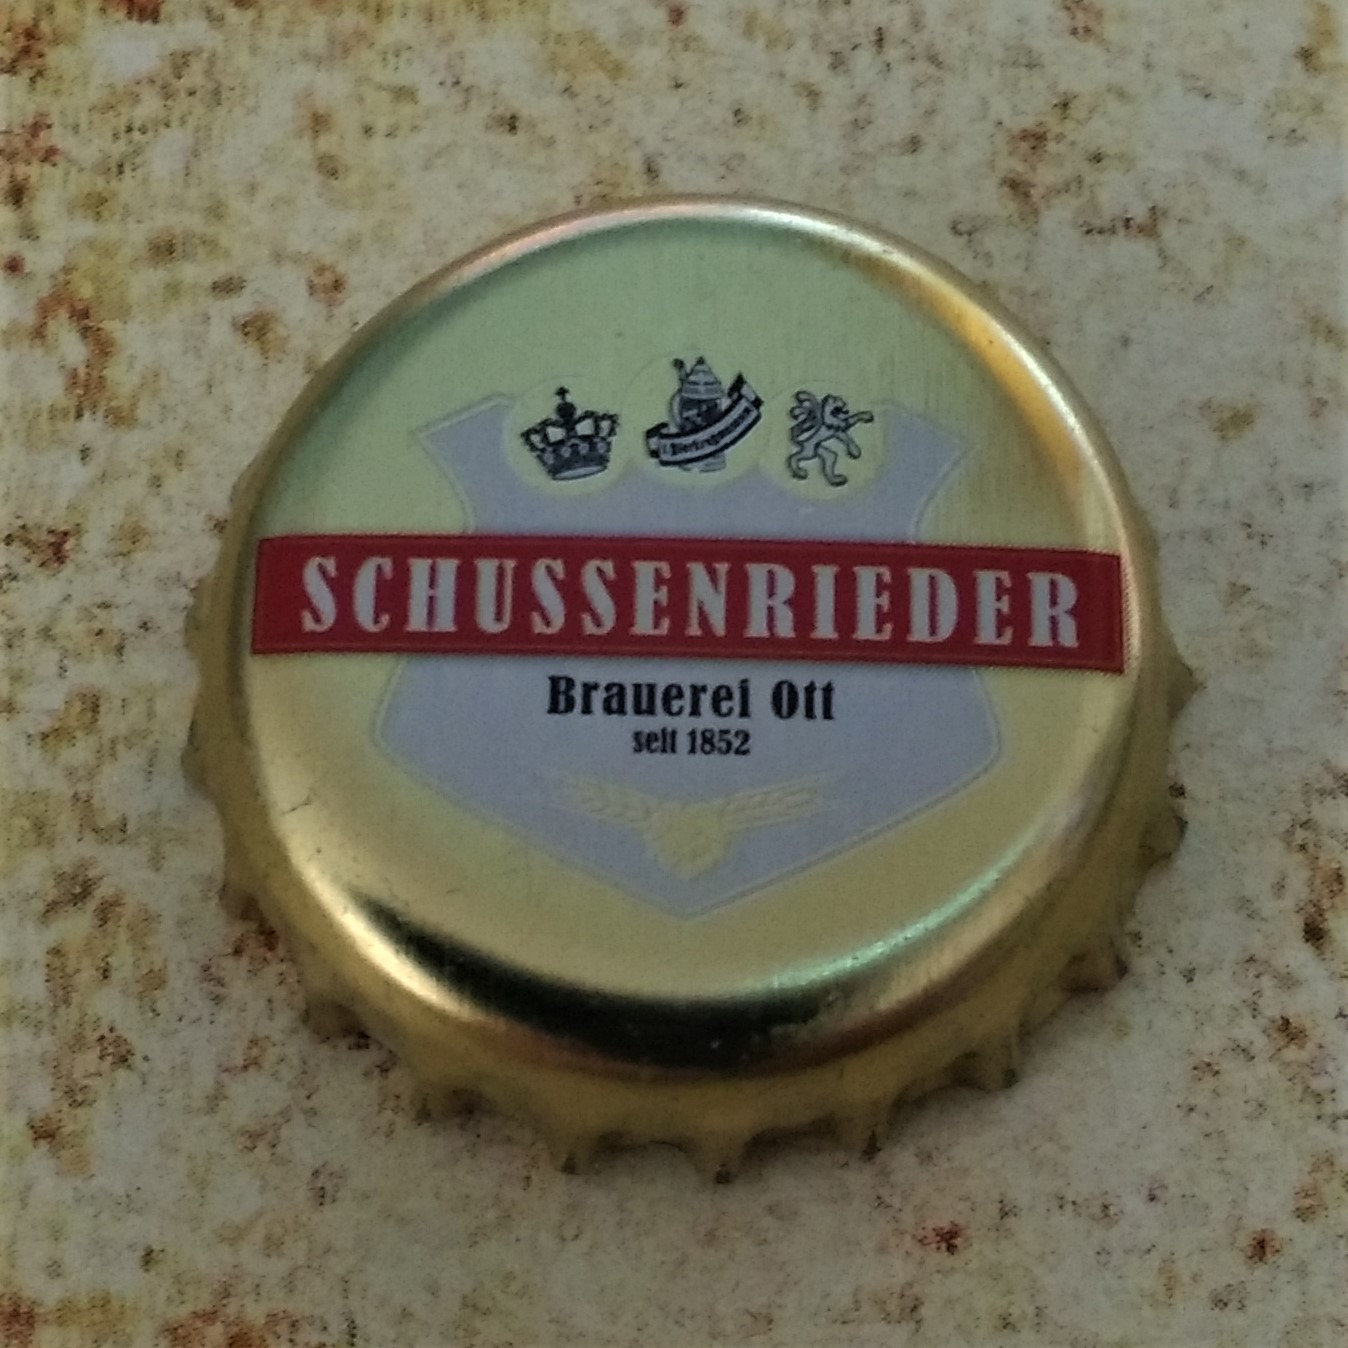 SCHUSSENRIEDER
Brauerei Ott
seit 1852